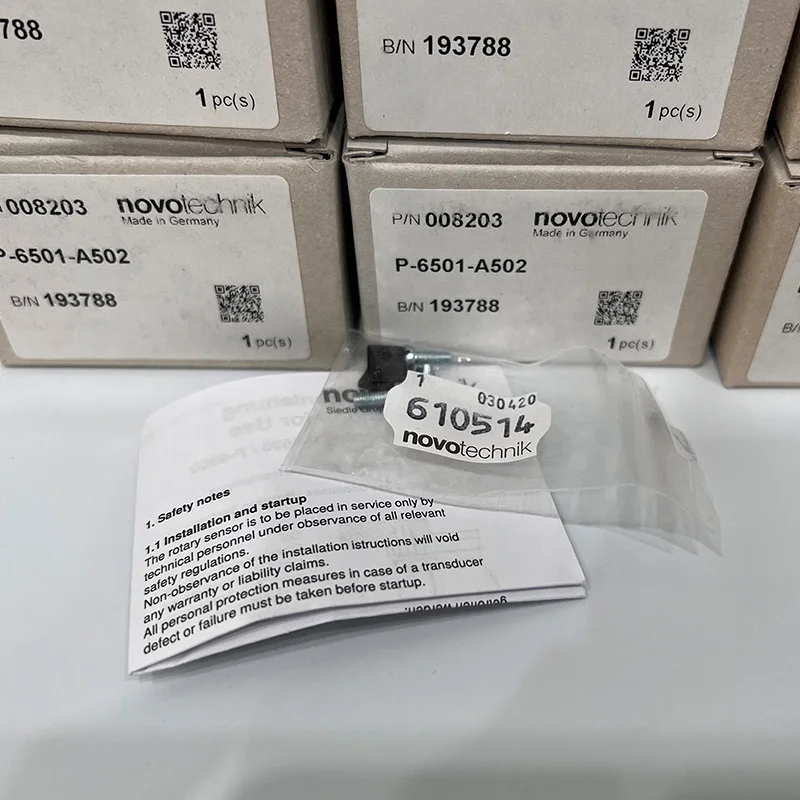 788
1 pc(s)
B/N 193788
1 pc(s)
008203 novotechnik
Made in Germany
P-6501-A502
B/N 193788
1 pc(s)
P/N 008203 novotechnik
Made in Germany
P-6501-A502
B/N 193788
1 pc(s)
B/
1
030420
610514
novotechnik
Siedle
1. Safety notes
1.1 Installation and startup
The rotary sensor is to be placed in service only by
technical personnel under observance of all relevant
safety regulations.
Non-observance of the installation istructions will void
any warranty or liability claims.
All personal protection measures in case of a transducer
defect or failure must be taken before startup.